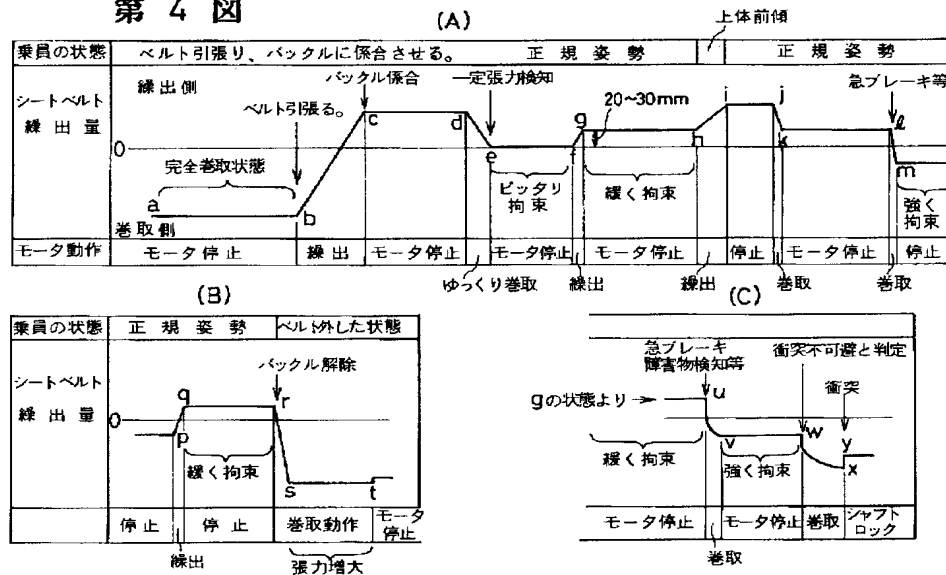 第 4 図
(A)
上体前傾
乗員の状態 ベルト引張り、バックルに係合させる。 正 規 姿 勢 正 規 姿 勢
シートベルト
繰出量
繰出側
バックル係合
一定張力検知
急ブレーキ等
ベルト引張る。
20~30mm
完全巻取状態
0
a b c d e f g h i j k l m
ピッタリ
拘束
緩く拘束
強く
拘束
巻取側
モータ動作 モータ停止 繰出 モータ停止 モータ停止 モータ停止 停止 モータ停止 停止
ゆっくり巻取 繰出 繰出 巻取 巻取
(B)
乗員の状態 正 規 姿 勢 ベルト外した状態
バックル解除
シートベルト
繰 出 量
0
p q r s t
緩く拘束
停止 停 止 巻取動作 モータ
停止
繰出
張力増大
(C)
急ブレーキ
障害物検知等
衝突不可避と判定
衝突
gの状態より
u v w x y
緩く拘束
強く拘束
モータ停止 モータ停止 巻取 シャフト
ロック
巻取